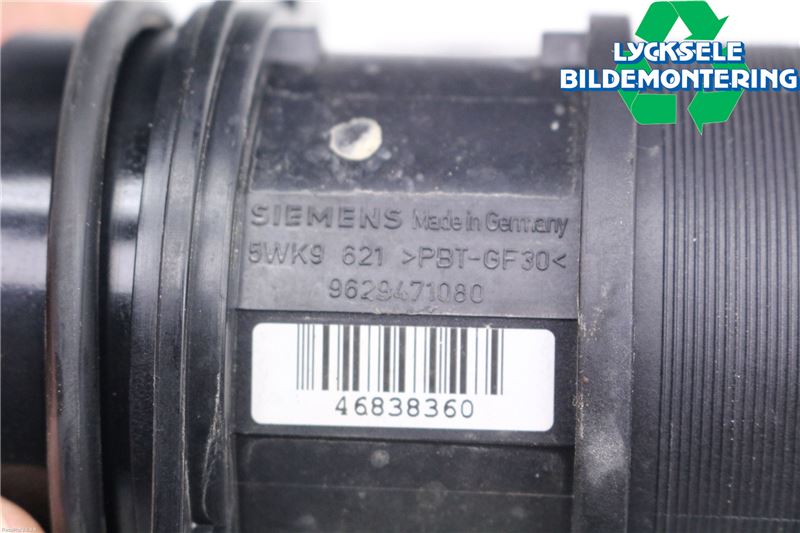 LYCKSELE
BILDEMONTERING
SIEMENS Made in Germany
5WK9 621 >PBT-GF30<
9629471080
46838360